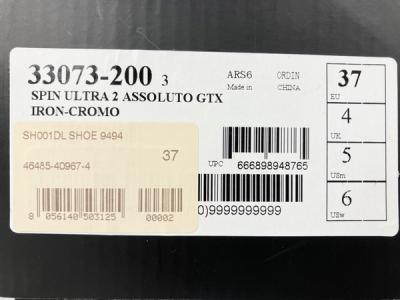 33073-200 3
SPIN ULTRA 2 ASSOLUTO GTX
IRON-CROMO
ARS6 ORDIN
Made in CHINA
37
EU
4
UK
5
USm
6
USw
SH001DL SHOE 9494
37
46485-40967-4
8 056140 503125 00002
UPC 666898948765
0)9999999999